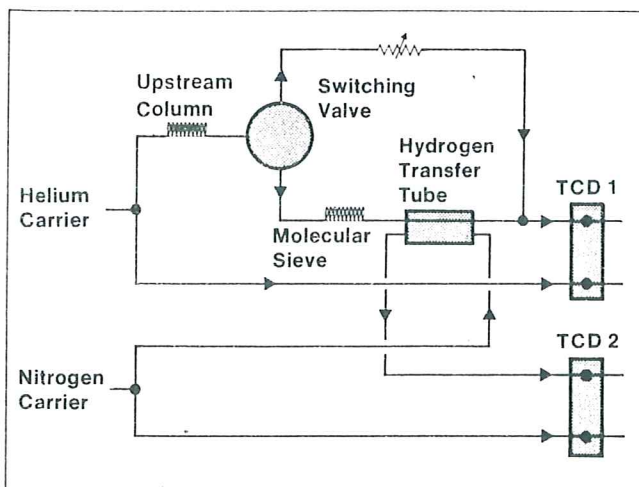 Upstream
Column
Switching
Valve
Hydrogen
Transfer
Tube
TCD 1
Helium
Carrier
Molecular
Sieve
TCD 2
Nitrogen
Carrier